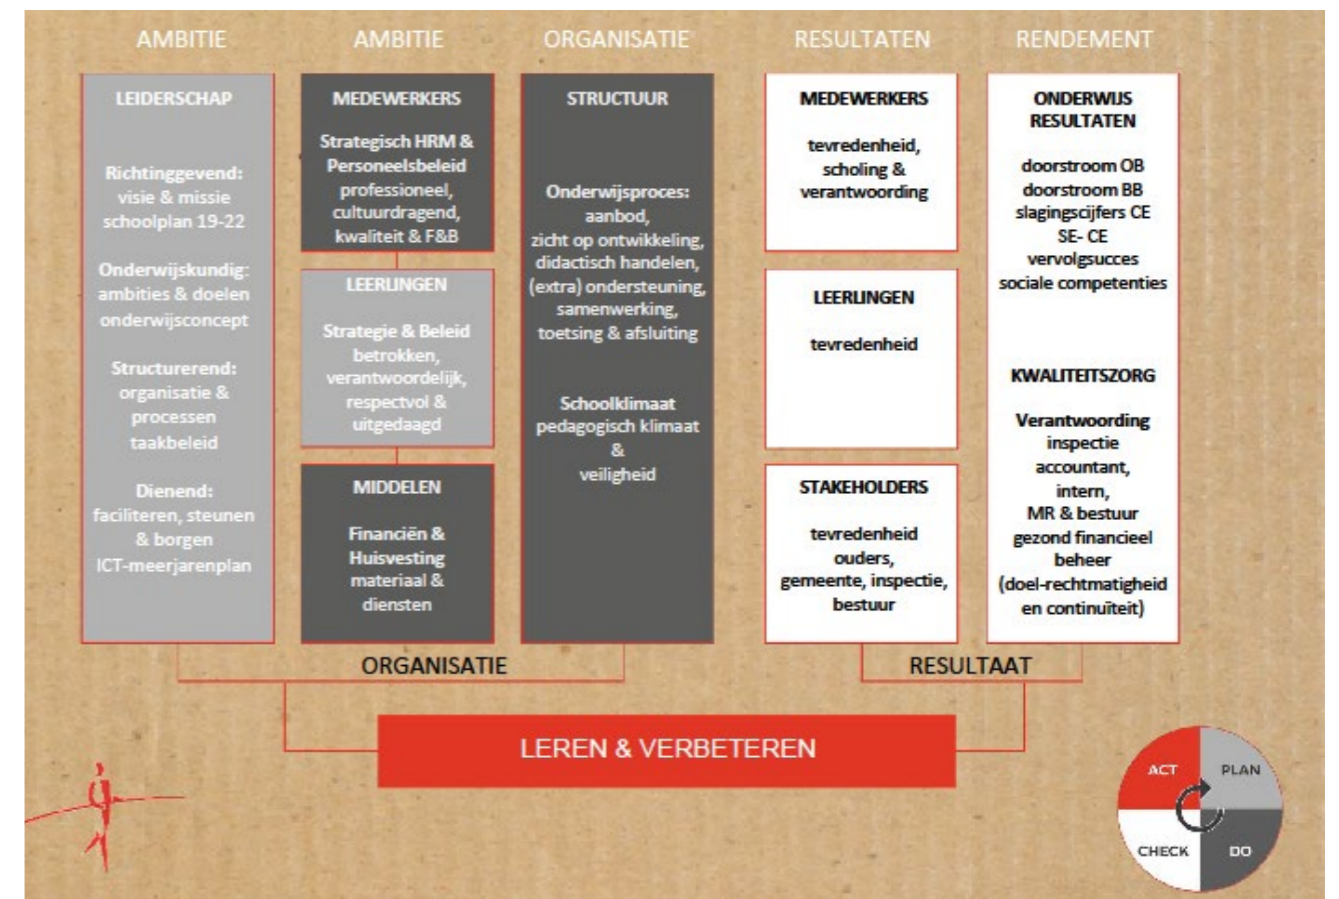 AMBITIE
LEIDERSCHAP
Richtinggevend:
visie & missie
schoolplan 19-22
Onderwijskundig:
ambities & doelen
onderwijsconcept
Structurerend:
organisatie &
processen
taakbeleid
Dienend:
faciliteren, steunen
& borgen
ICT-meerjarenplan
AMBITIE
MEDEWERKERS
Strategisch HRM &
Personeelsbeleid
professioneel,
cultuurdragend,
kwaliteit & F&B
LEERLINGEN
Strategie & Beleid
betrokken,
verantwoordelijk,
respectvol &
uitgedaagd
MIDDELEN
Financiën &
Huisvesting
materiaal &
diensten
ORGANISATIE
STRUCTUUR
Onderwijsproces:
aanbod,
zicht op ontwikkeling,
didactisch handelen,
(extra) ondersteuning,
samenwerking,
toetsing & afsluiting
Schoolklimaat
pedagogisch klimaat
&
veiligheid
RESULTATEN
MEDEWERKERS
tevredenheid,
scholing &
verantwoording
LEERLINGEN
tevredenheid
STAKEHOLDERS
tevredenheid
ouders,
gemeente, inspectie,
bestuur
RENDEMENT
ONDERWIJS
RESULTATEN
doorstroom OB
doorstroom BB
slagingscijfers CE
SE- CE
vervolgsucces
sociale competenties
KWALITEITSZORG
Verantwoording
inspectie
accountant,
intern,
MR & bestuur
gezond financieel
beheer
(doel-rechtmatigheid
en continuïteit)
ORGANISATIE
RESULTAAT
LEREN & VERBETEREN
ACT
PLAN
CHECK
DO